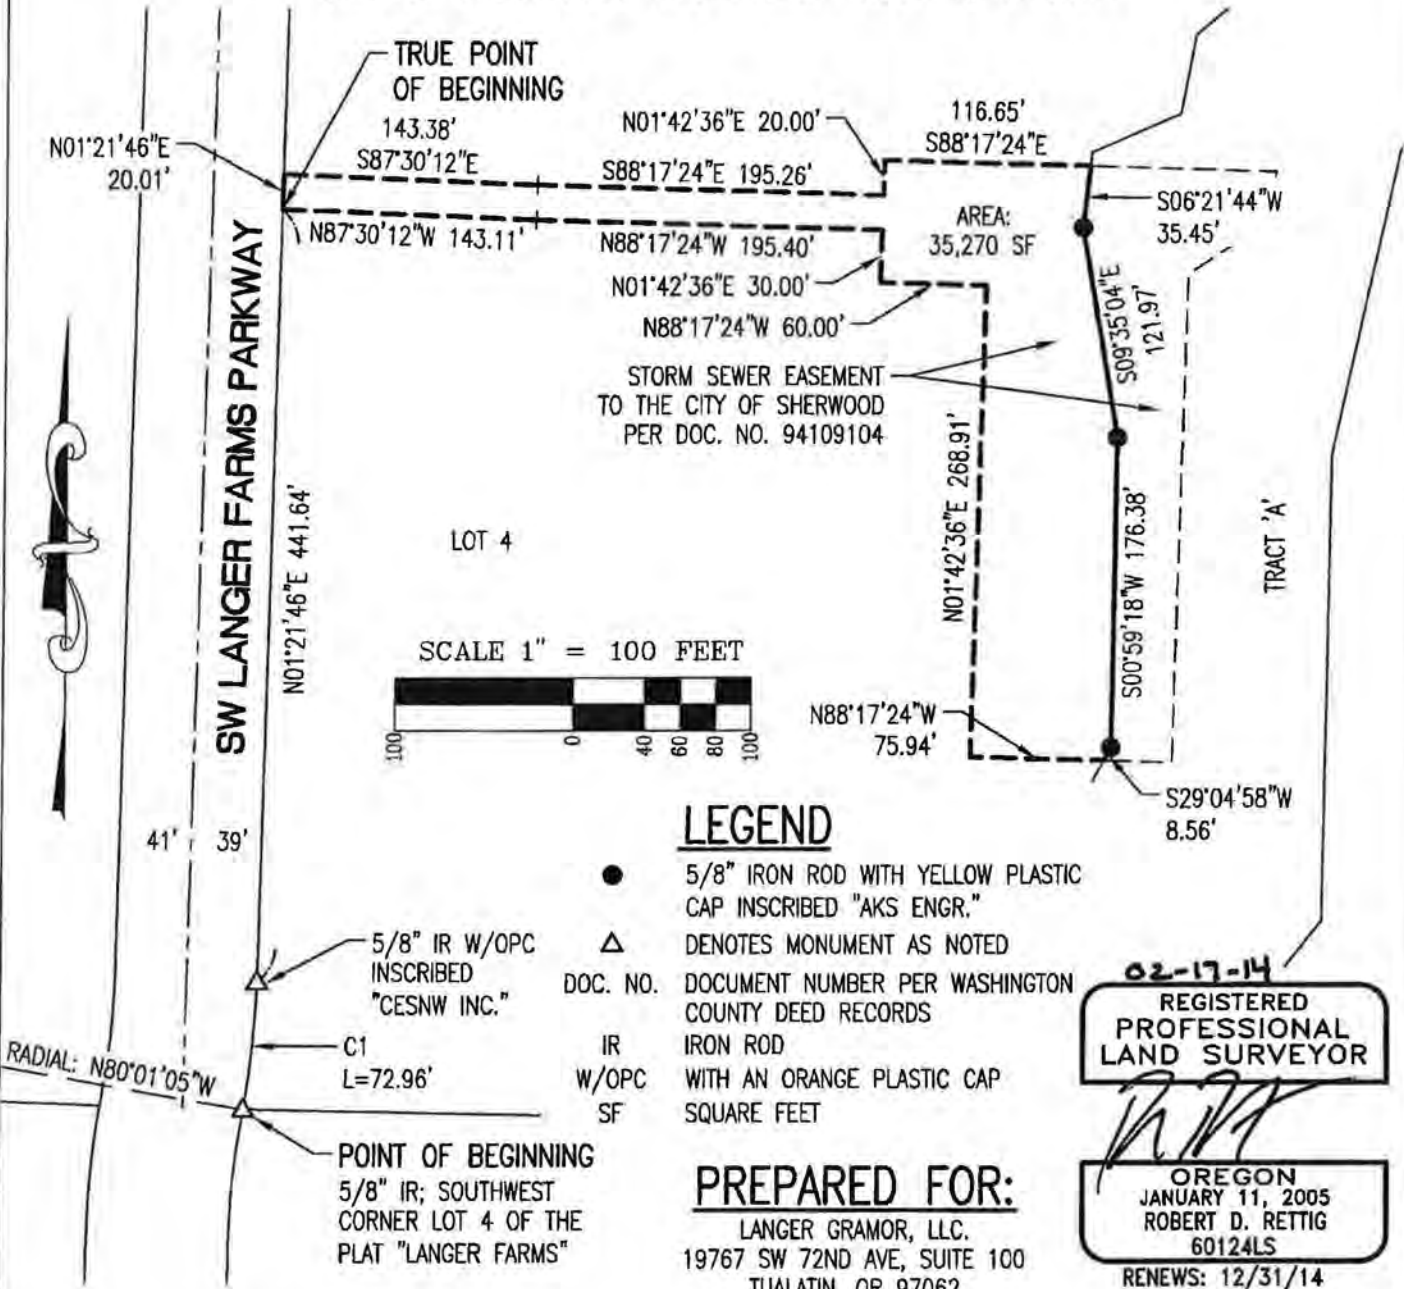 TRUE POINT
OF BEGINNING
N01°21'46"E
20.01'
143.38'
S87°30'12"E
N01°42'36"E 20.00'
116.65'
S88°17'24"E
S88°17'24"E 195.26'
N87°30'12"W 143.11'
N88°17'24"W 195.40'
AREA:
35,270 SF
S06°21'44"W
35.45'
N01°42'36"E 30.00'
N88°17'24"W 60.00'
S09°35'04"E
121.97'
STORM SEWER EASEMENT
TO THE CITY OF SHERWOOD
PER DOC. NO. 94109104
SW LANGER FARMS PARKWAY
N01°21'46"E 441.64'
LOT 4
N01°42'36"E 268.91'
S00°59'18"W 176.38'
TRACT 'A'
SCALE 1" = 100 FEET
100 0 40 60 80 100
N88°17'24"W
75.94'
S29°04'58"W
8.56'
41' 39'
LEGEND
5/8" IRON ROD WITH YELLOW PLASTIC
CAP INSCRIBED "AKS ENGR."
DENOTES MONUMENT AS NOTED
DOC. NO. DOCUMENT NUMBER PER WASHINGTON
COUNTY DEED RECORDS
IR IRON ROD
W/OPC WITH AN ORANGE PLASTIC CAP
SF SQUARE FEET
5/8" IR W/OPC
INSCRIBED
"CESNW INC."
C1
L=72.96'
RADIAL: N80°01'05"W
POINT OF BEGINNING
5/8" IR; SOUTHWEST
CORNER LOT 4 OF THE
PLAT "LANGER FARMS"
PREPARED FOR:
LANGER GRAMOR, LLC.
19767 SW 72ND AVE, SUITE 100
TUALATIN, OR 97062
02-17-14
REGISTERED
PROFESSIONAL
LAND SURVEYOR
OREGON
JANUARY 11, 2005
ROBERT D. RETTIG
60124LS
RENEWS: 12/31/14